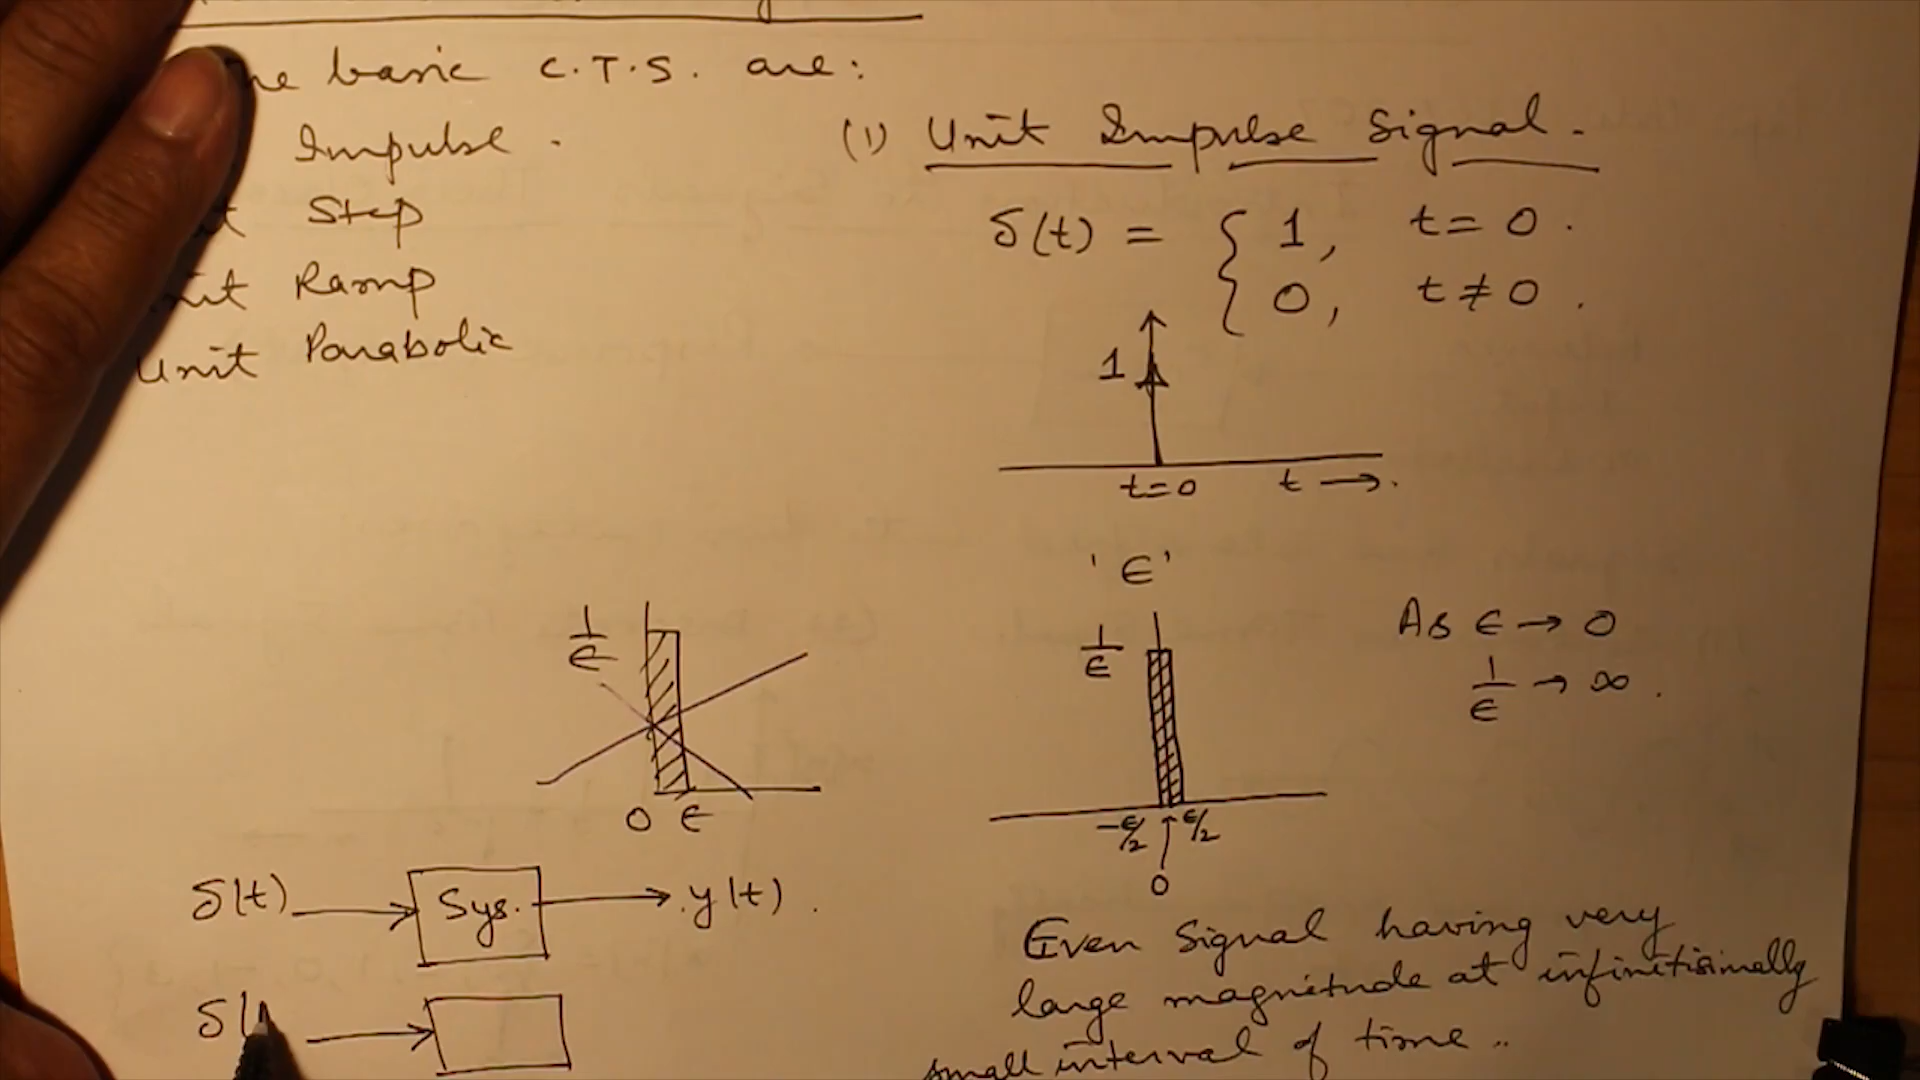 basic C.T.S. are:
Impulse.
Step
Ramp
Unit Parabolic
(1) Unit Impulse Signal.
δ(t) = { 1, t = 0.
0, t ≠ 0.
1
t=0 t →.
'ϵ'
1/ϵ
0 ϵ
1/ϵ
-ϵ/2 ϵ/2
0
As ϵ → 0
1/ϵ → ∞.
δ(t) → Sys. → y(t).
δ(
Even Signal having very
large magnitude at infinitisimally
small interval of time..